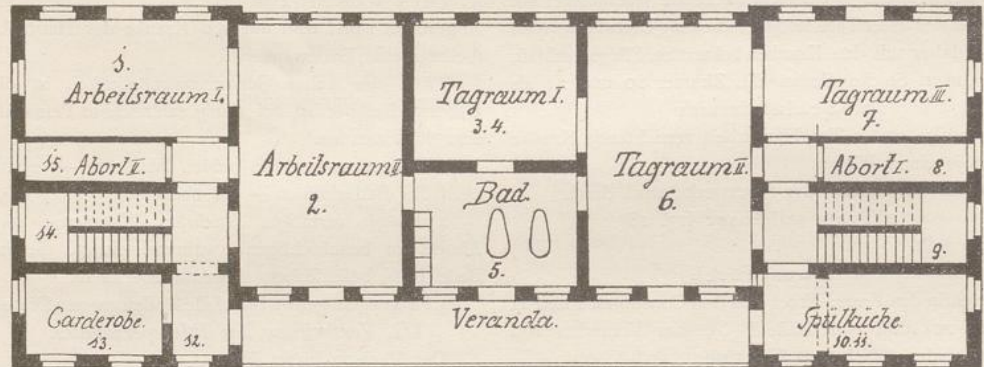 1.
Arbeitsraum I.
15. Abort II.
14.
Garderobe.
13.
12.
Arbeitsraum II.
2.
Tagraum I.
3. 4.
Bad.
5.
Veranda.
Tagraum II.
6.
Tagraum III.
7.
Abort I. 8.
9.
Spülküche.
10. 11.